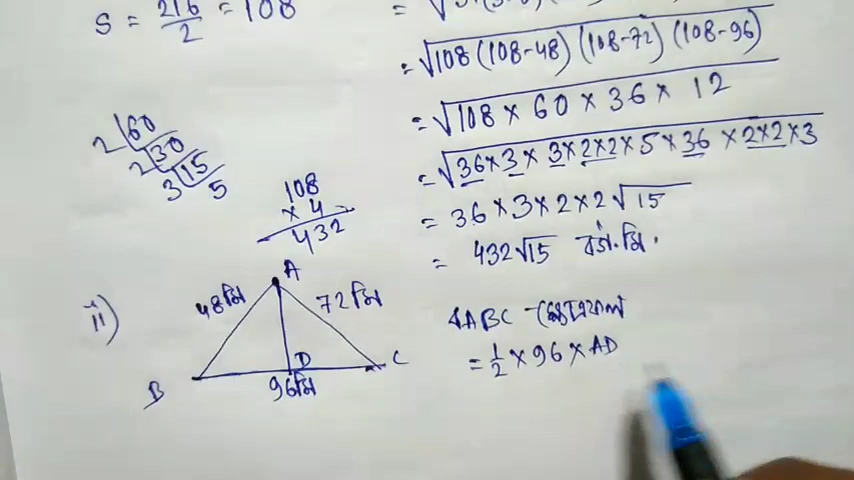 S = 216/2 = 108
= √108(108-48)(108-72)(108-96)
= √108 × 60 × 36 × 12
= √36×3×3×2×2×5×36×2×2×3
= 36×3×2×2√15
= 432√15 বর্গ.মি.
2 60
2 30
3 15
5
108
× 4
432
ii)
A
48মি
72মি
B
D
C
96মি
ΔABC -ক্ষেত্রফল
= 1/2 × 96 × AD